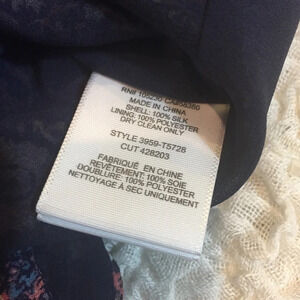 MADE IN CHINA
SHELL: 100% SILK
LINING: 100% POLYESTER
DRY CLEAN ONLY
STYLE 3959-T5728
CUT 428203
FABRIQUÉ EN CHINE
REVÊTEMENT: 100% SOIE
DOUBLURE: 100% POLYESTER
NETTOYAGE À SEC UNIQUEMENT